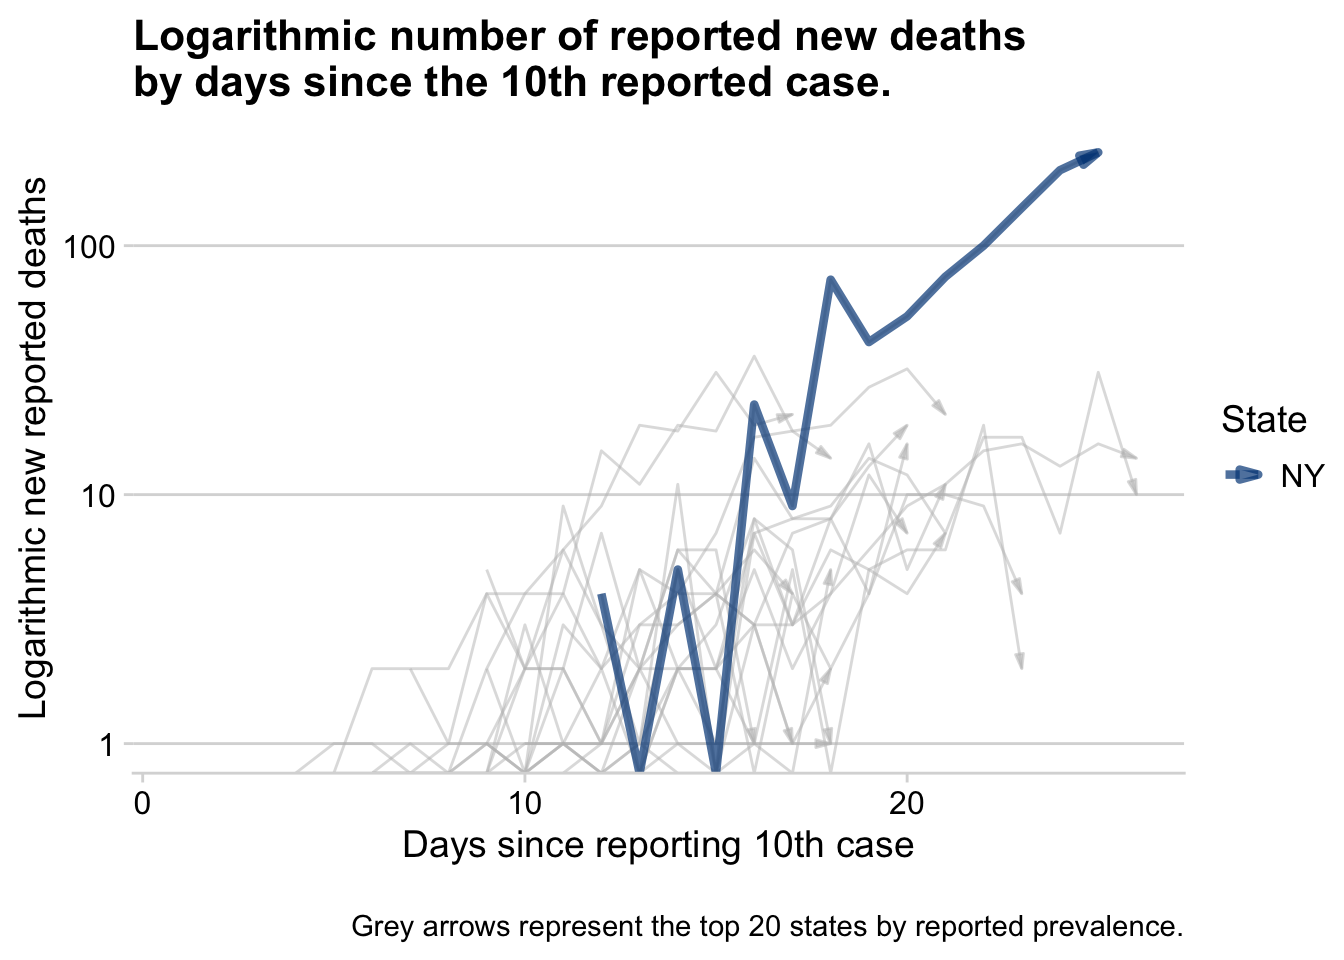 Logarithmic number of reported new deaths
by days since the 10th reported case.
Logarithmic new reported deaths
100
10
1
0
10
20
Days since reporting 10th case
State
NY
Grey arrows represent the top 20 states by reported prevalence.